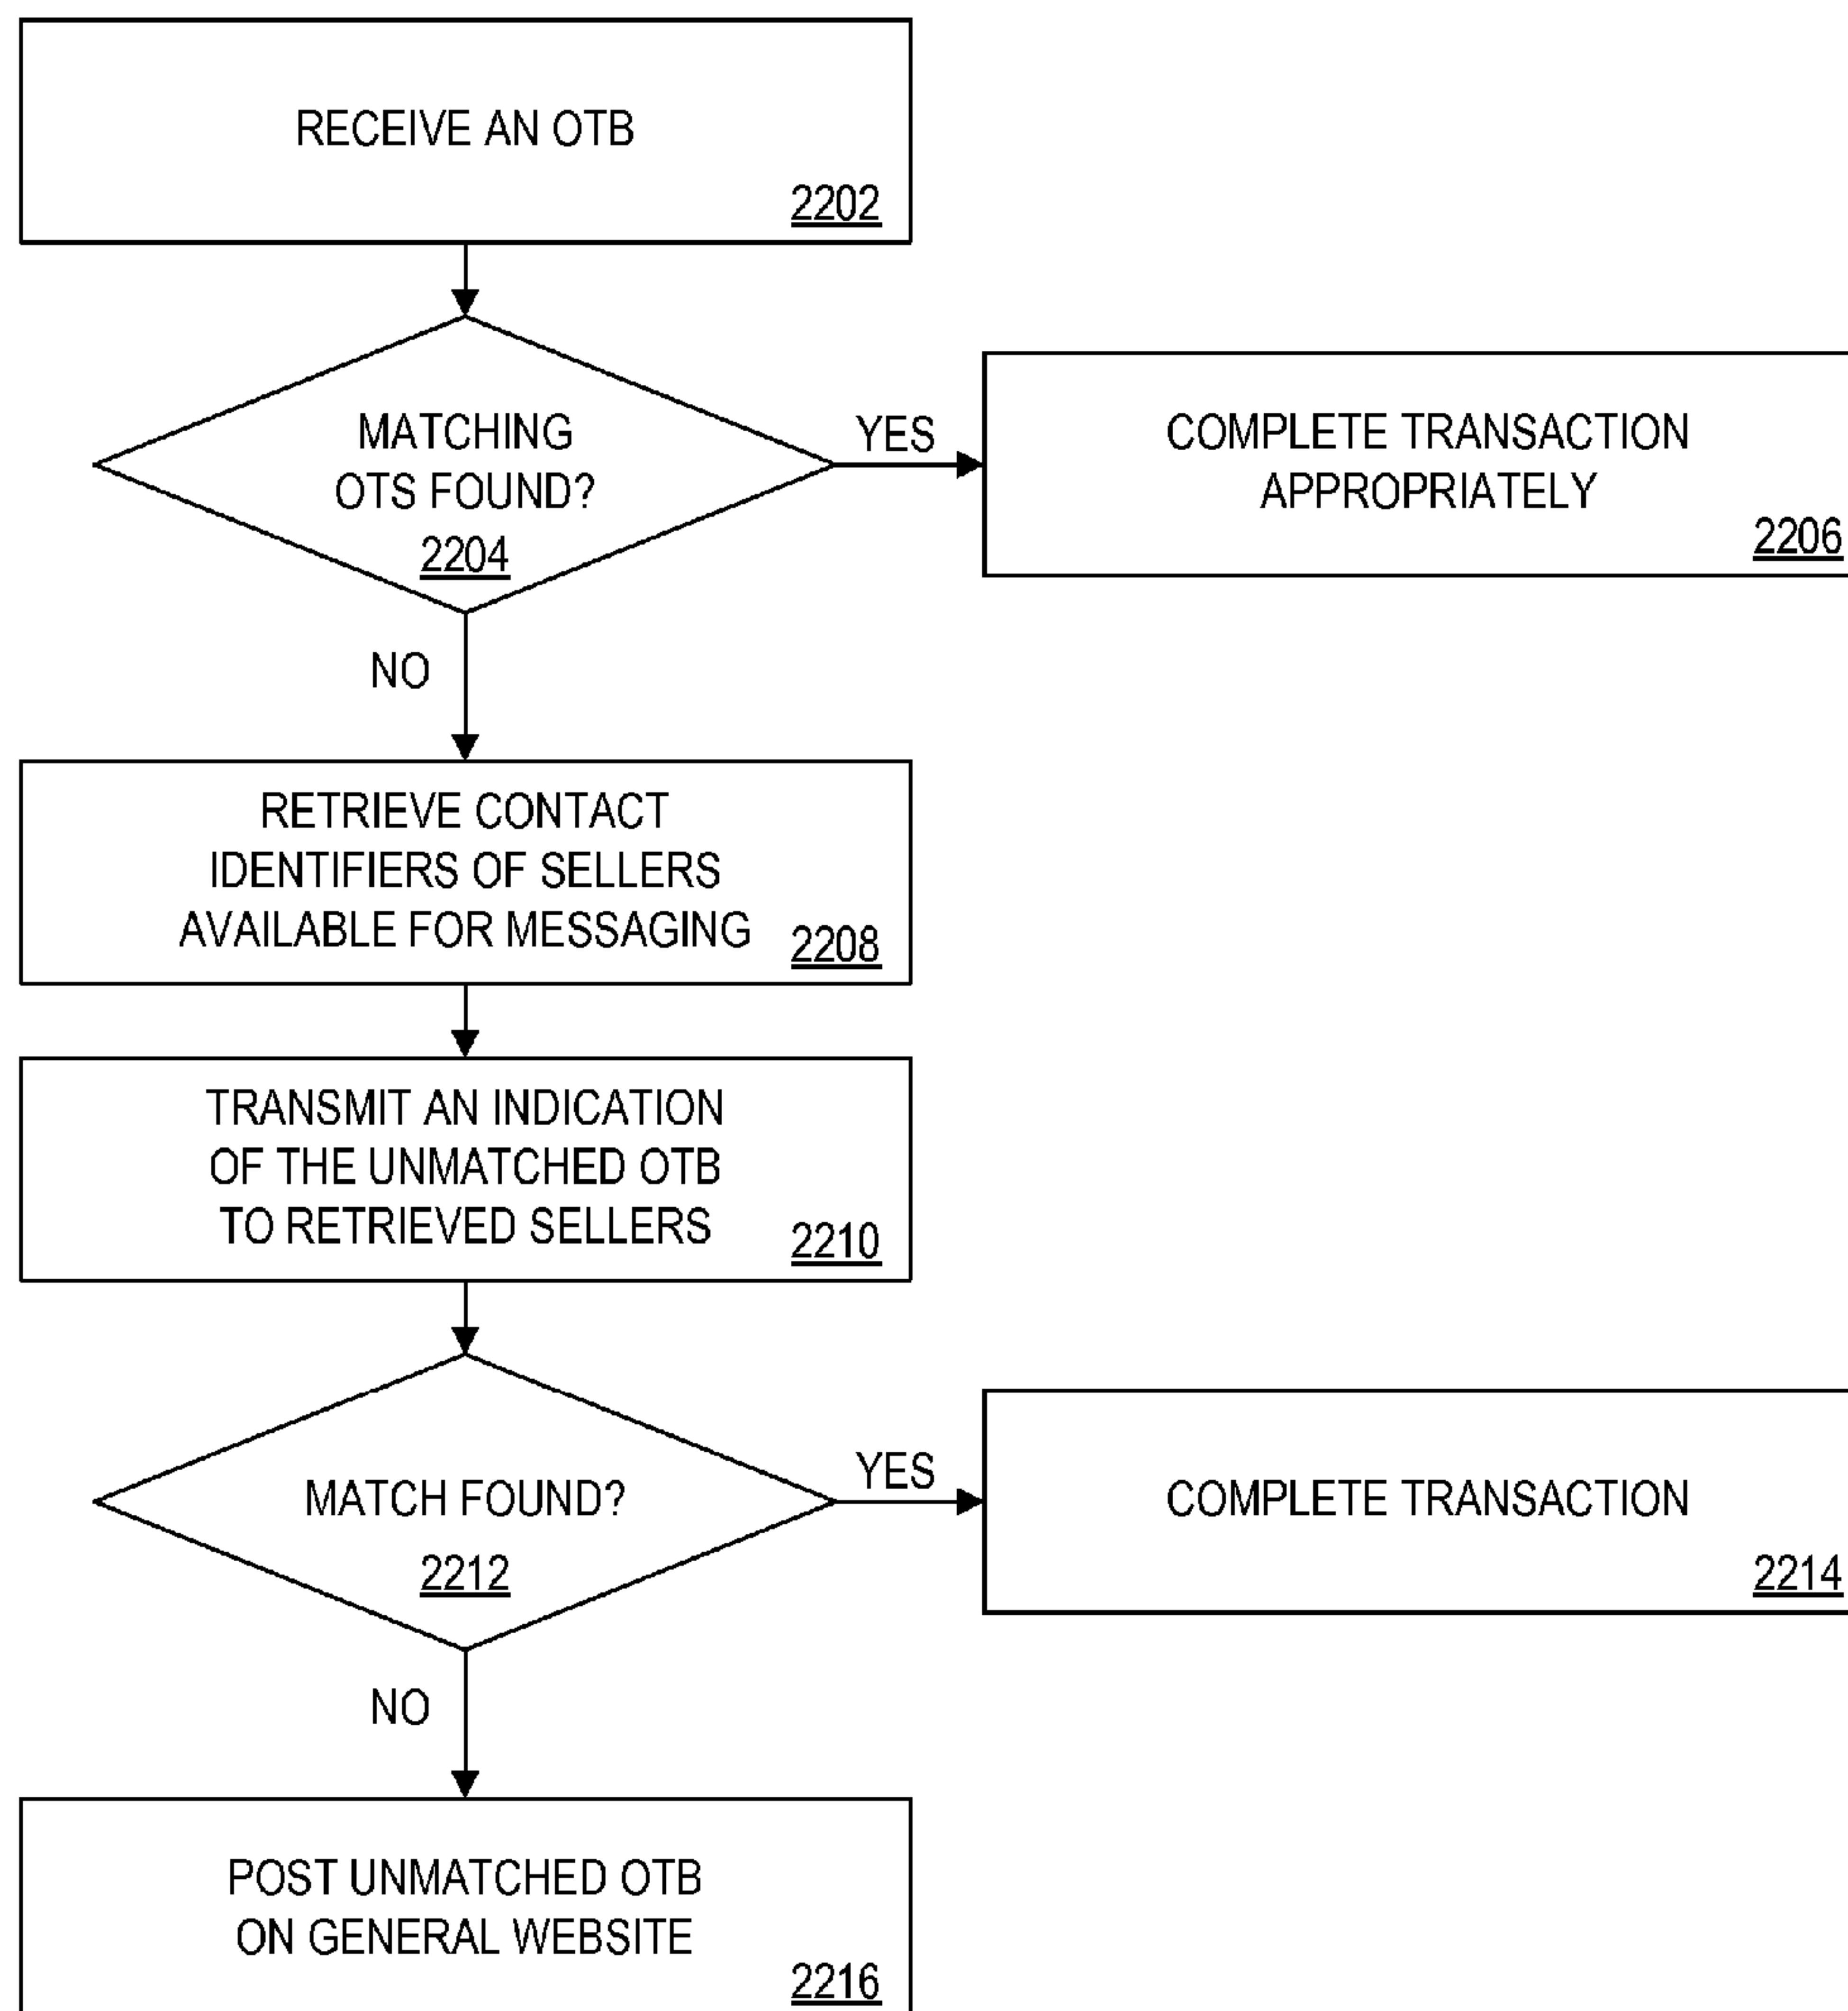 RECEIVE AN OTB
2202
MATCHING
OTS FOUND?
2204
YES
COMPLETE TRANSACTION
APPROPRIATELY
2206
NO
RETRIEVE CONTACT
IDENTIFIERS OF SELLERS
AVAILABLE FOR MESSAGING
2208
TRANSMIT AN INDICATION
OF THE UNMATCHED OTB
TO RETRIEVED SELLERS
2210
MATCH FOUND?
2212
YES
COMPLETE TRANSACTION
2214
NO
POST UNMATCHED OTB
ON GENERAL WEBSITE
2216